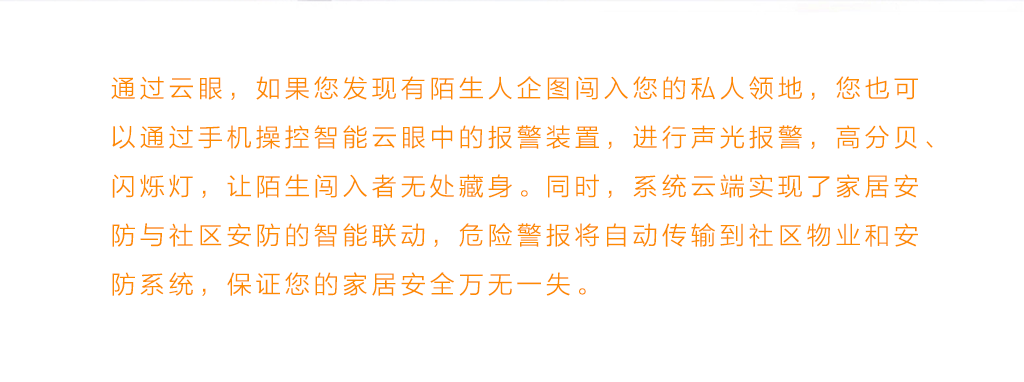 通过云眼，如果您发现有陌生人企图闯入您的私人领地，您也可
以通过手机操控智能云眼中的报警装置，进行声光报警，高分贝、
闪烁灯，让陌生闯入者无处藏身。同时，系统云端实现了家居安
防与社区安防的智能联动，危险警报将自动传输到社区物业和安
防系统，保证您的家居安全万无一失。